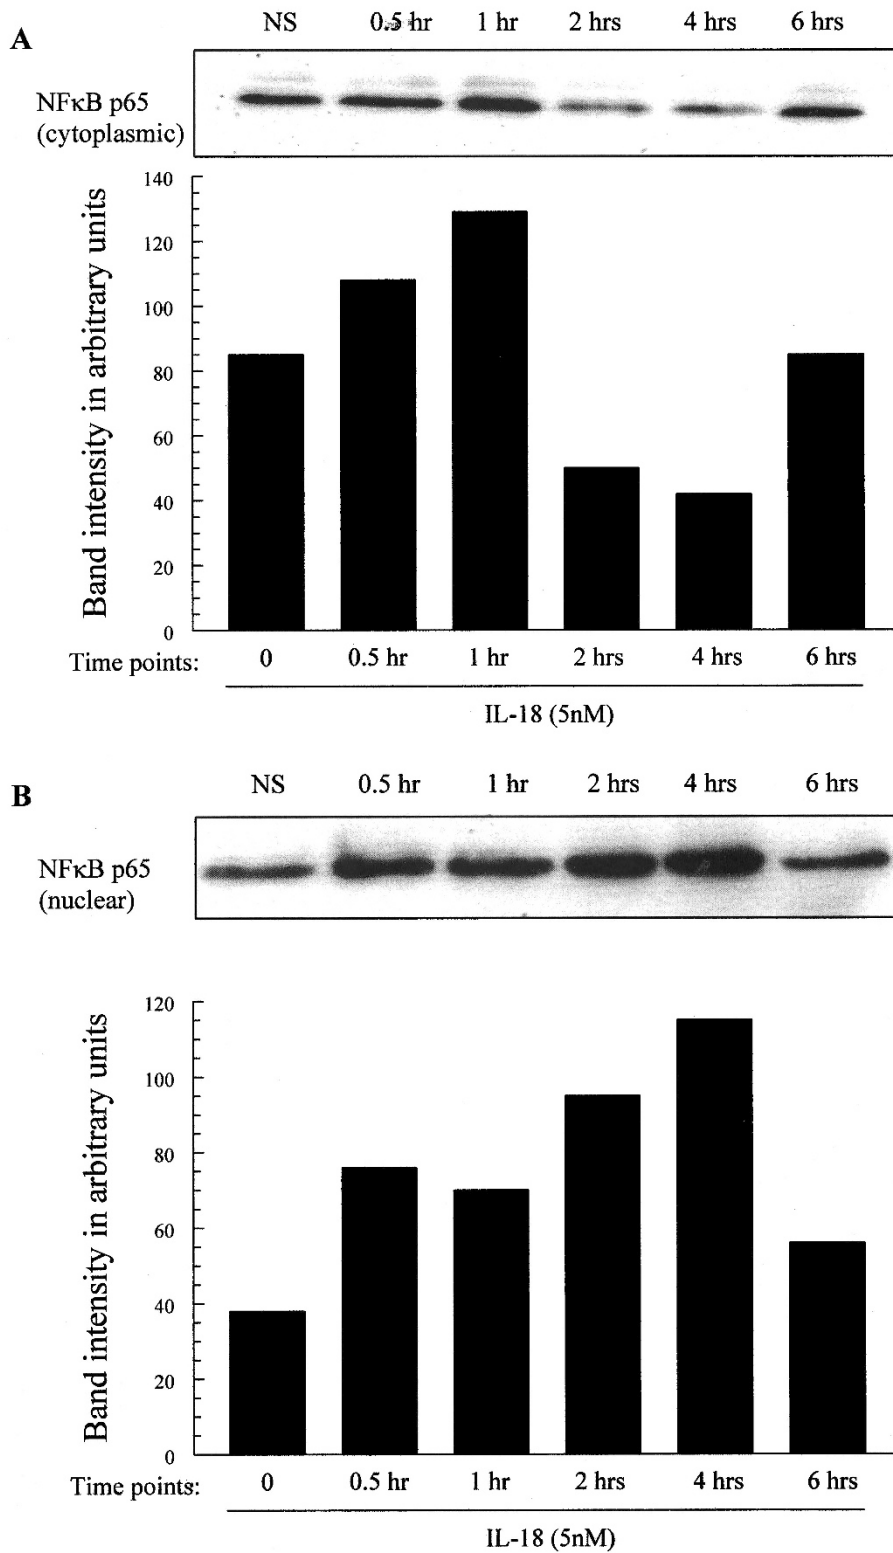 A
NS 0.5 hr 1 hr 2 hrs 4 hrs 6 hrs
NFκB p65
(cytoplasmic)
Band intensity in arbitrary units
140
120
100
80
60
40
20
0
Time points: 0 0.5 hr 1 hr 2 hrs 4 hrs 6 hrs
IL-18 (5nM)
B
NS 0.5 hr 1 hr 2 hrs 4 hrs 6 hrs
NFκB p65
(nuclear)
Band intensity in arbitrary units
120
100
80
60
40
20
0
Time points: 0 0.5 hr 1 hr 2 hrs 4 hrs 6 hrs
IL-18 (5nM)